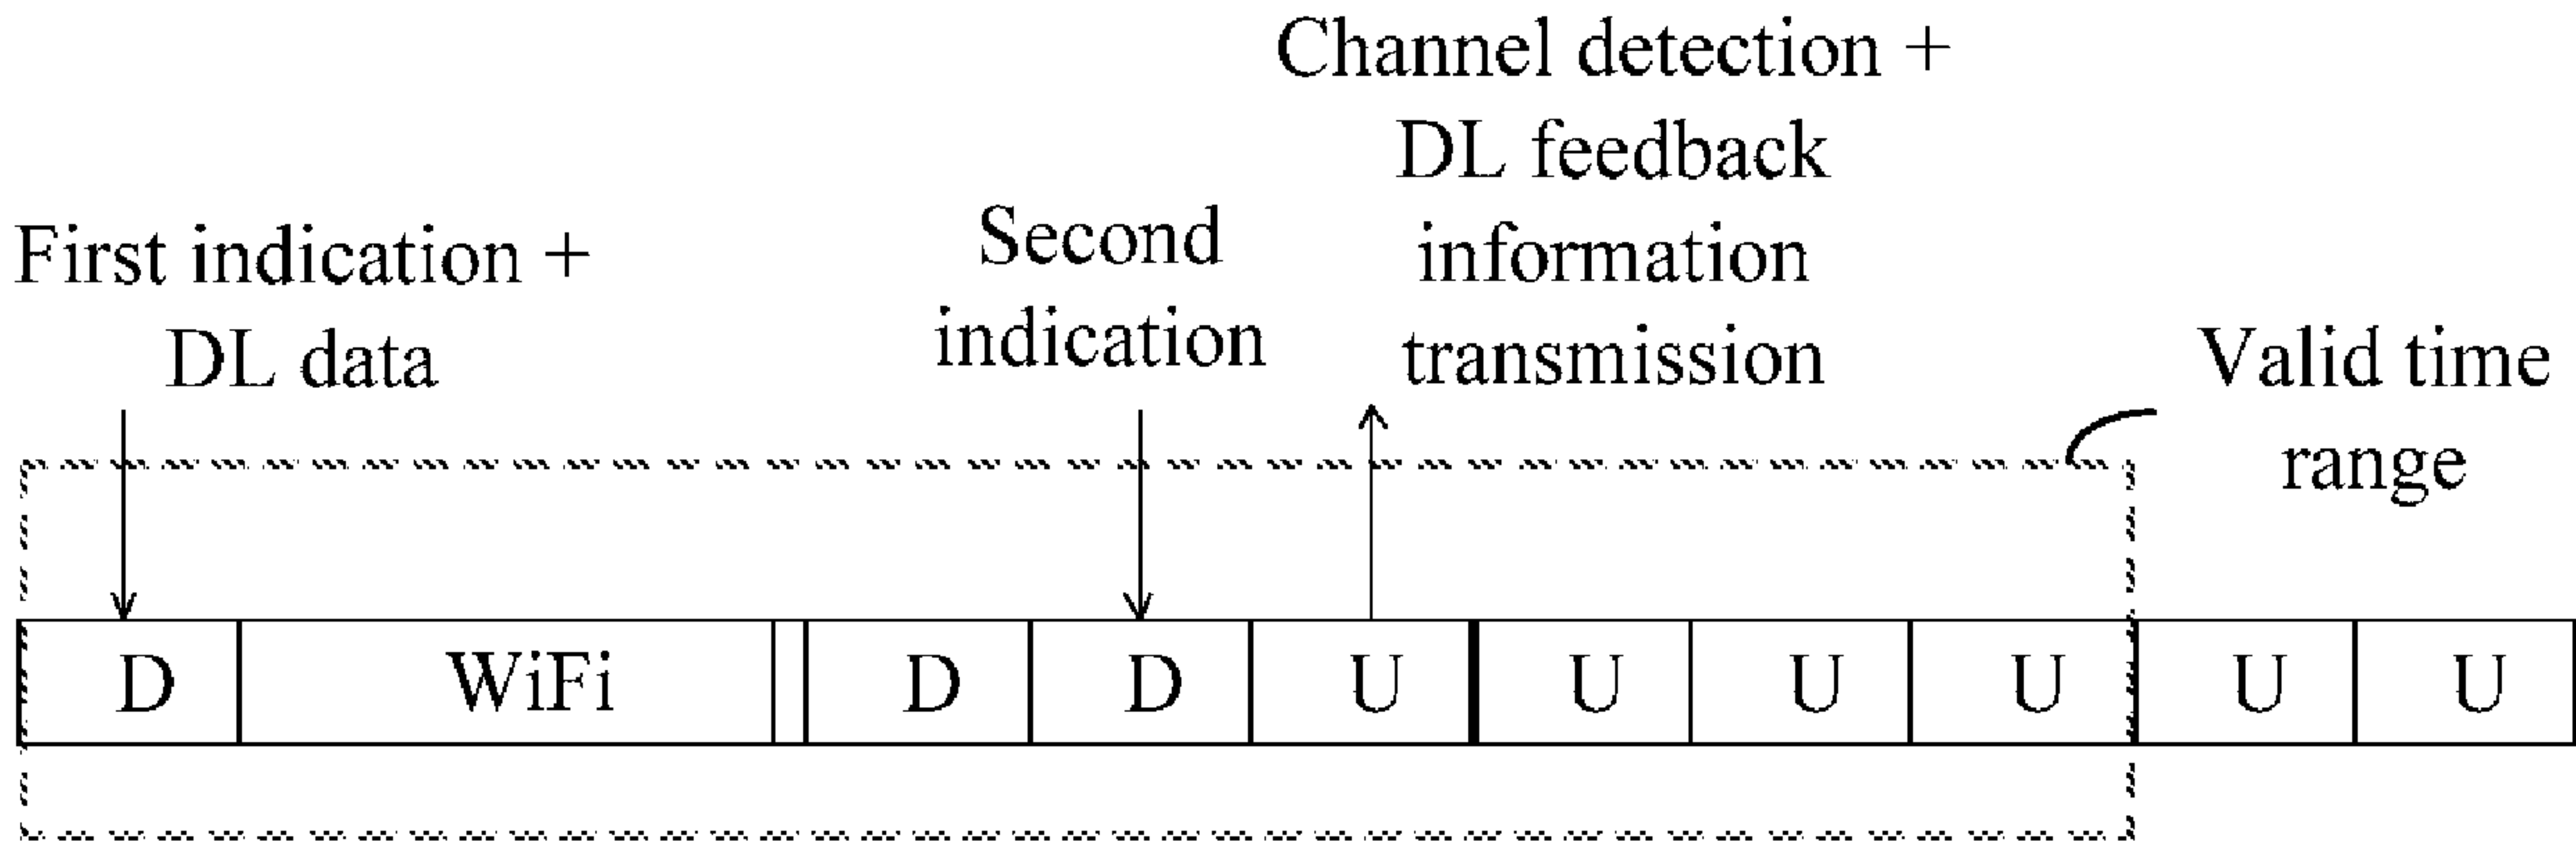 Channel detection +
DL feedback
information
transmission
First indication +
DL data
Second
indication
Valid time
range
D WiFi D D U U U U U U